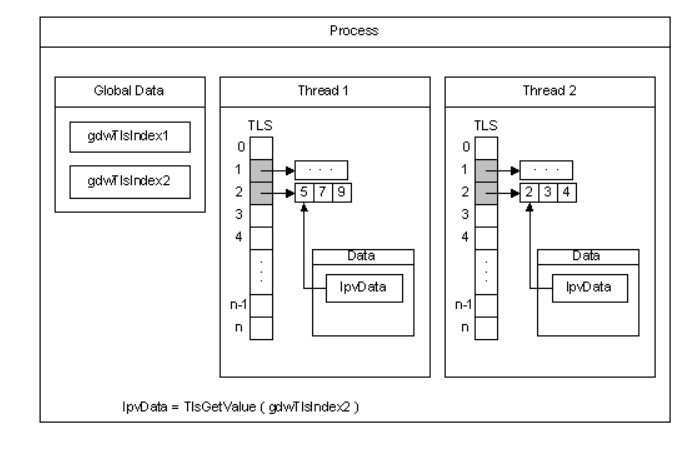 Process
Global Data
gdwTlsIndex1
gdwTlsIndex2
Thread 1
TLS
0
1
. . .
2
5 7 9
3
4
Data
lpvData
n-1
n
Thread 2
TLS
0
1
. . .
2
2 3 4
3
4
Data
lpvData
n-1
n
lpvData = TlsGetValue ( gdwTlsIndex2 )